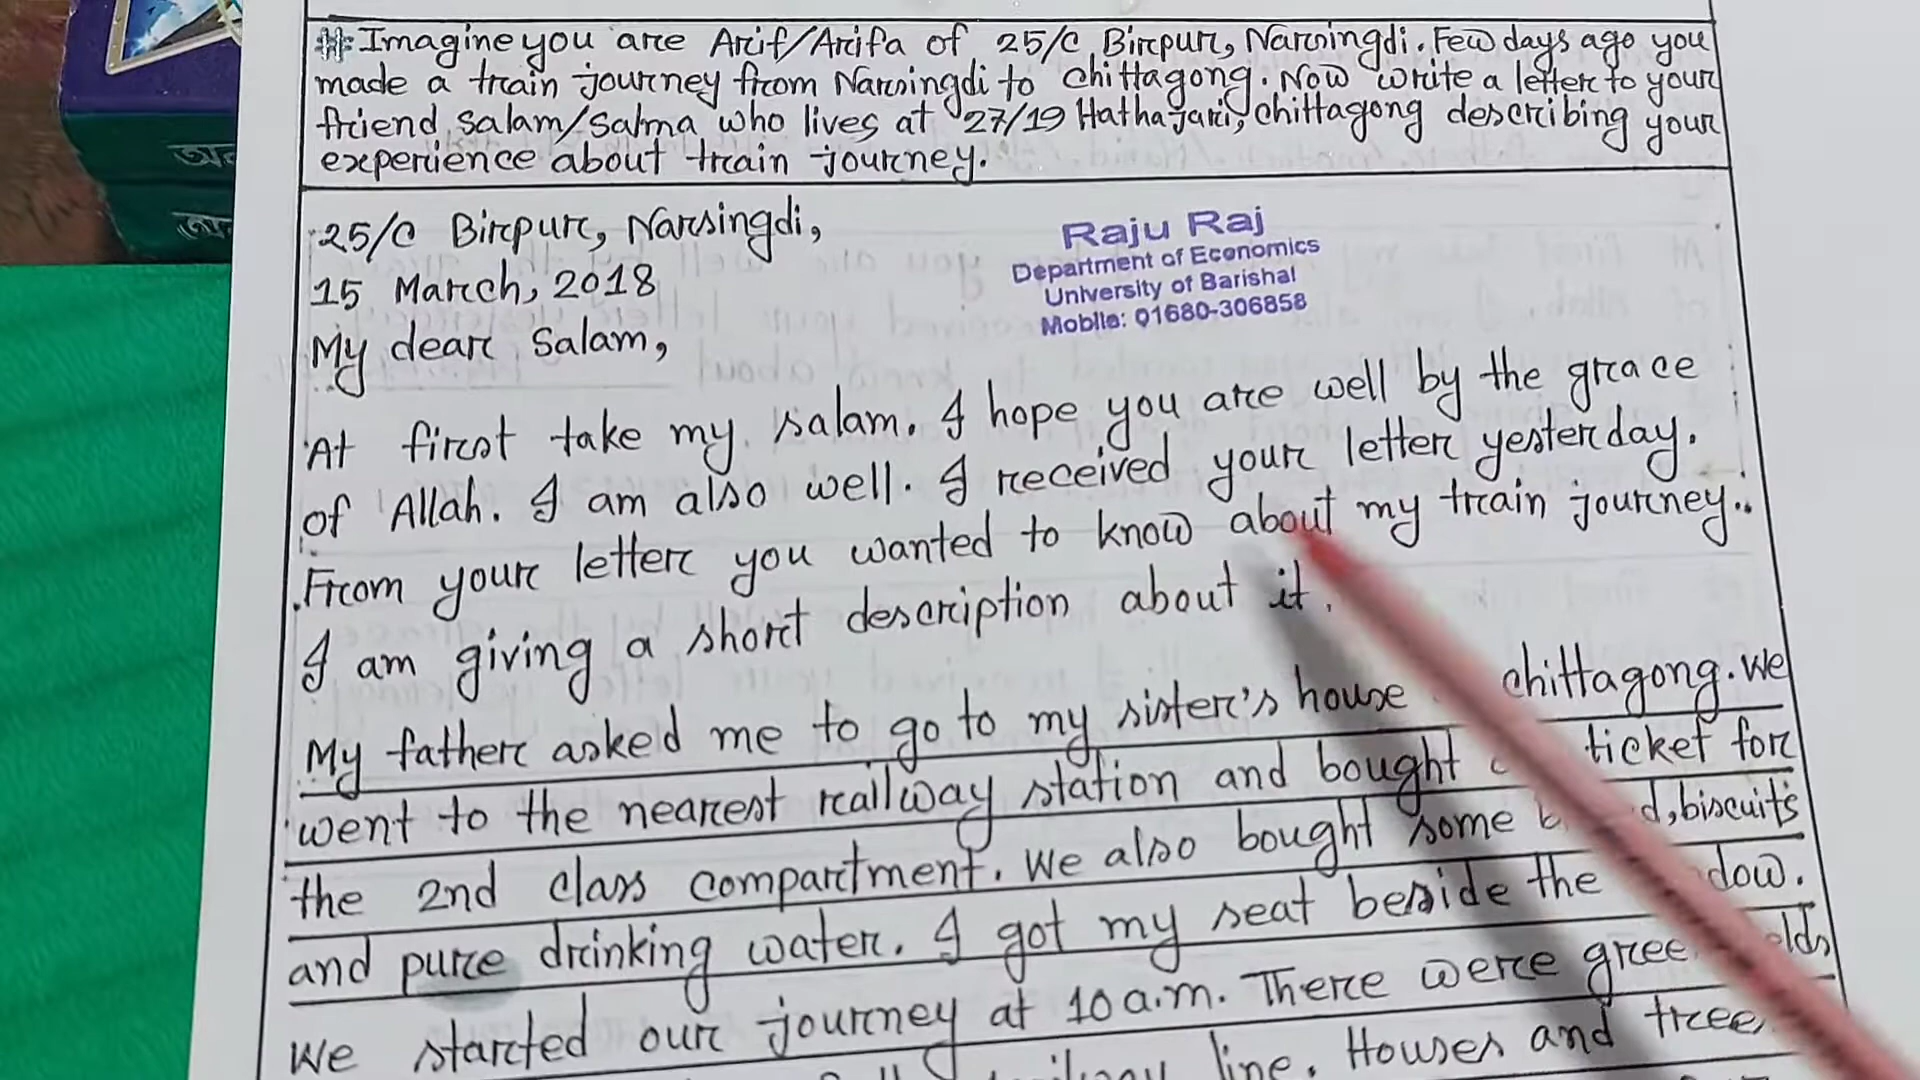 # Imagine you are Arif/Arifa of 25/C, Birpur, Narsingdi. Few days ago you
made a train journey from Narsingdi to chittagong. Now write a letter to your
friend, Salam/Salma who lives at 27/19 Hathajari, chittagong describing your
experience about train journey.
25/C Birpur, Narsingdi,
15 March, 2018
My dear Salam,
Raju Raj
Department of Economics
University of Barishal
Mobile: 01680-306858
At first take my salam. I hope you are well by the grace
of Allah. I am also well. I received your letter yesterday.
From your letter you wanted to know about my train journey.
I am giving a short description about it.
My father asked me to go to my sister's house chittagong. We
went to the nearest railway station and bought ticket for
the 2nd class compartment. We also bought some biscuits
and pure drinking water. I got my seat beside the
We started our journey at 10 a.m. There were
line. Houses and tree
অ
অ